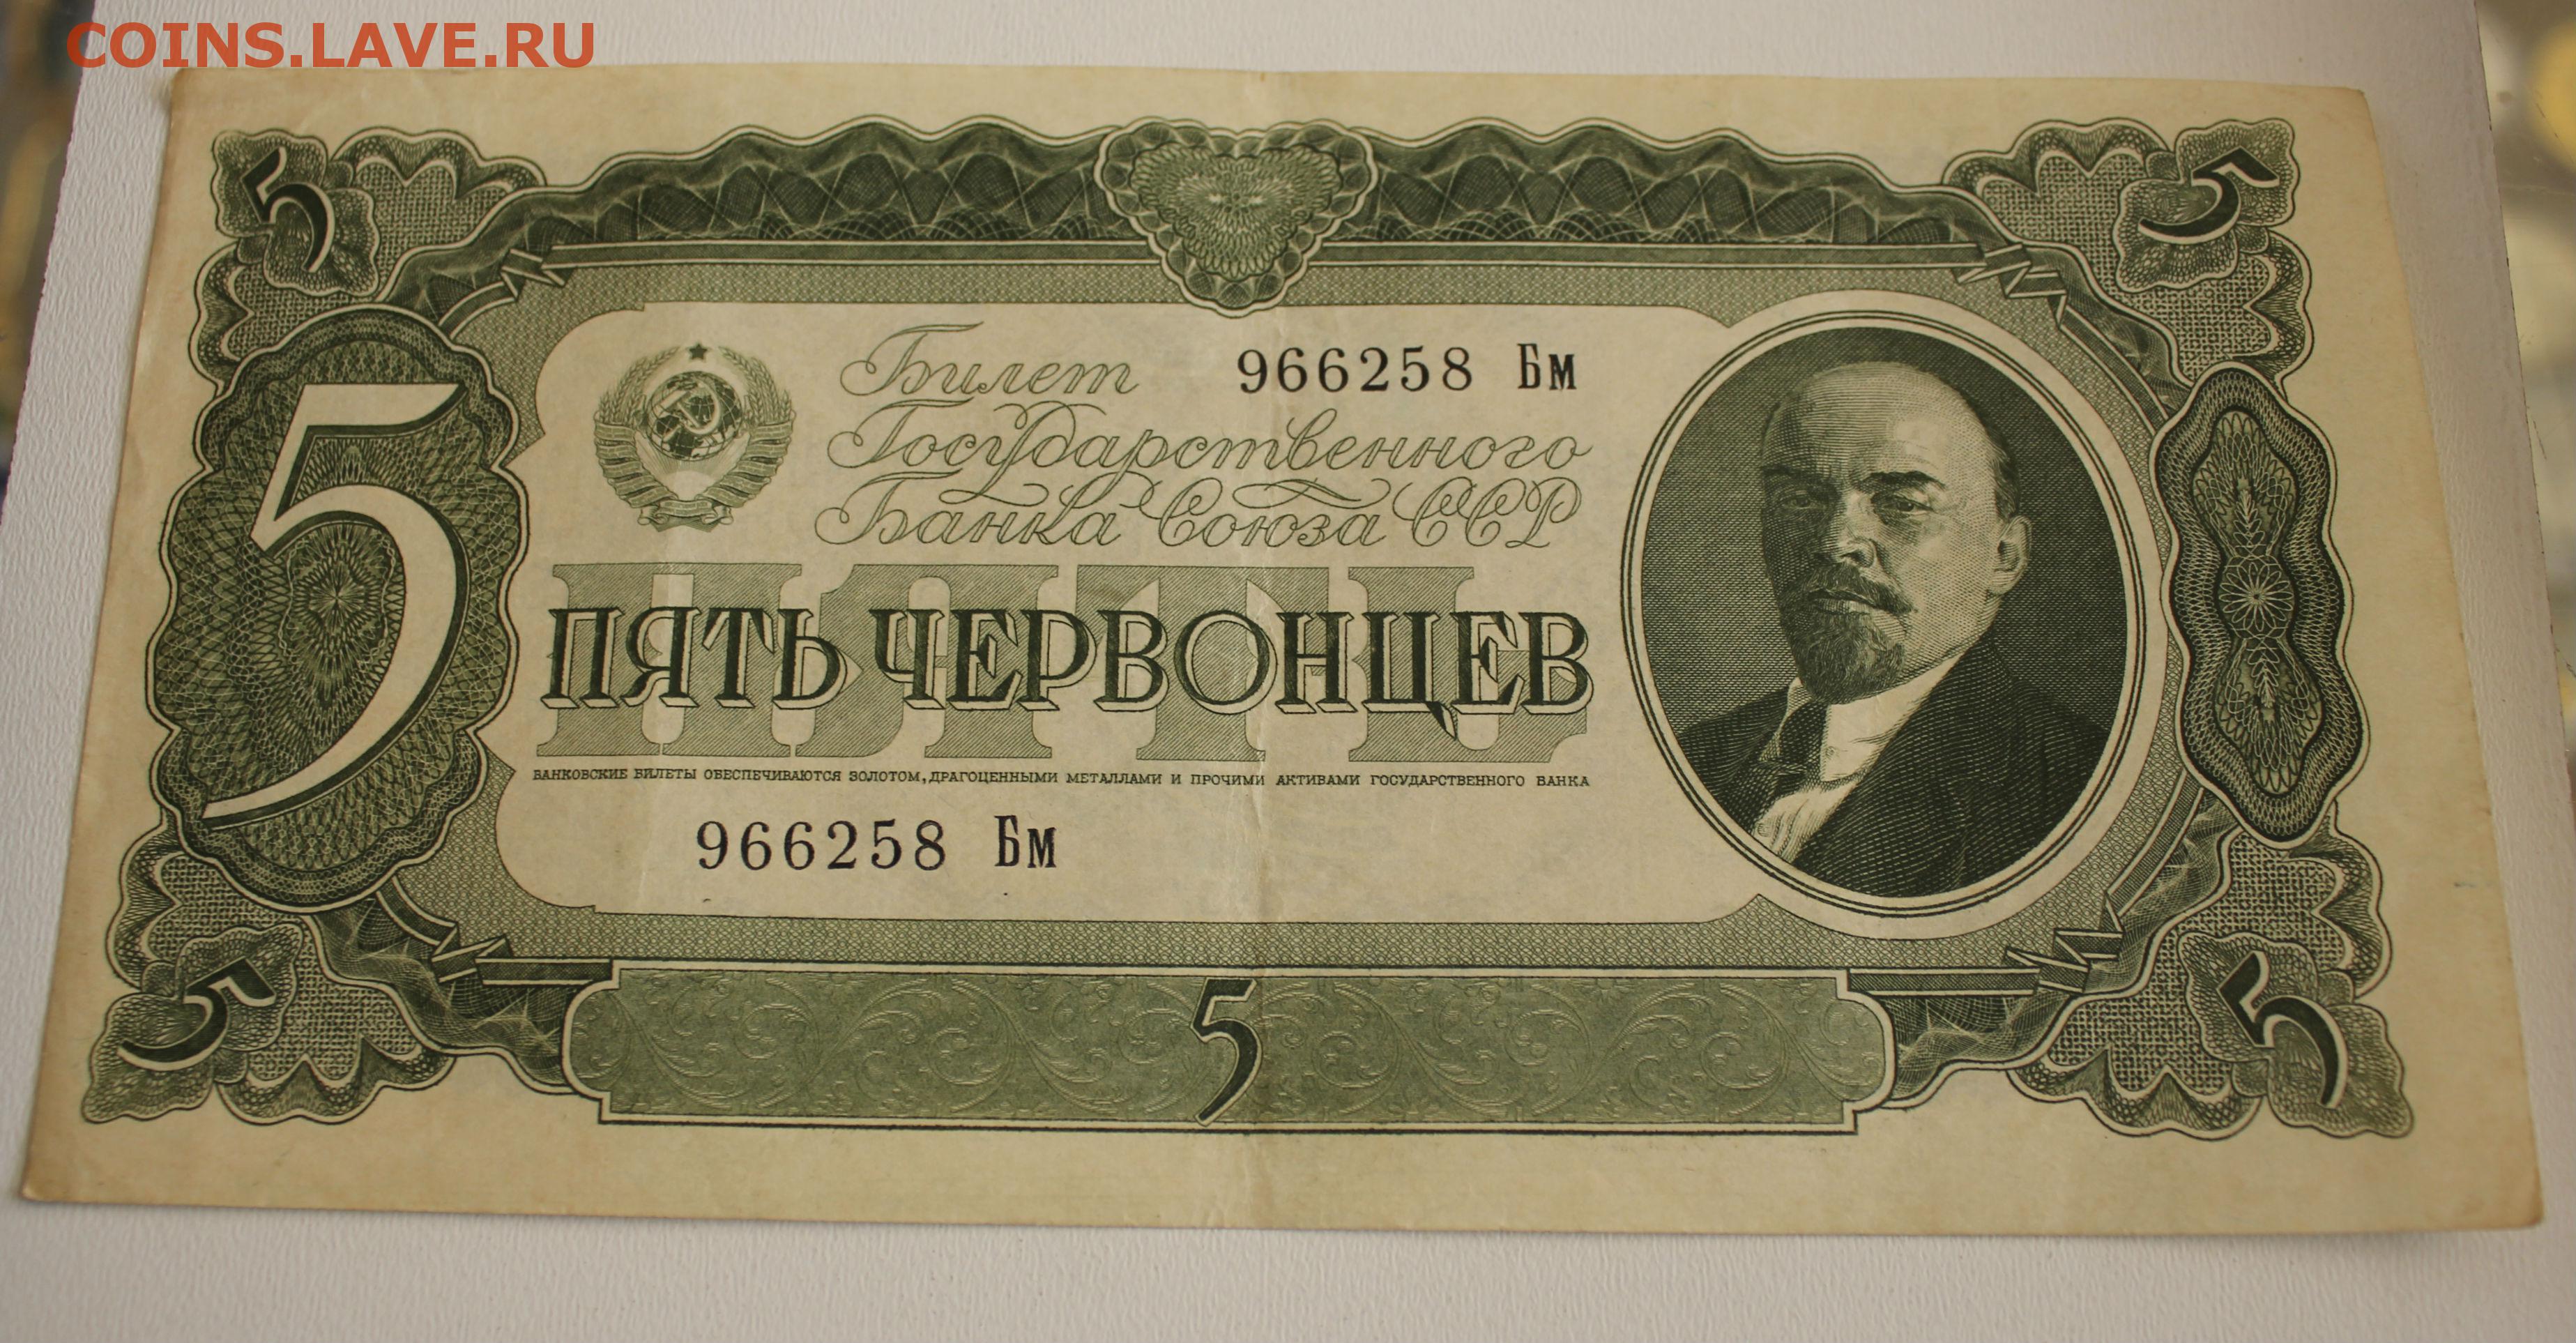 COINS.LAVE.RU
5 5
Билет 966258 Бм
Государственного
Банка Союза ССР
5
ПЯТЬ
ПЯТЬ ЧЕРВОНЦЕВ
БАНКОВСКИЕ БИЛЕТЫ ОБЕСПЕЧИВАЮТСЯ ЗОЛОТОМ, ДРАГОЦЕННЫМИ МЕТАЛЛАМИ И ПРОЧИМИ АКТИВАМИ ГОСУДАРСТВЕННОГО БАНКА
966258 Бм
5 5 5